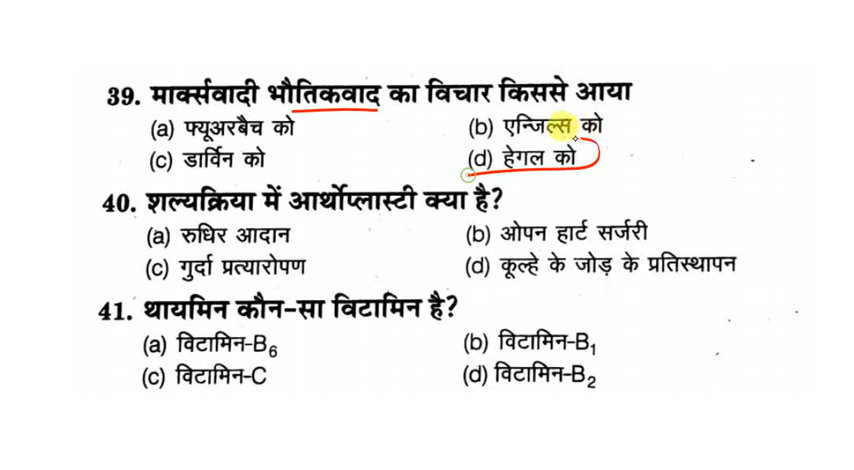 39. मार्क्सवादी भौतिकवाद का विचार किससे आया
(a) फ्यूअरबैच को (b) एन्जिल्स को
(c) डार्विन को (d) हेगल को
40. शल्यक्रिया में आर्थोप्लास्टी क्या है?
(a) रुधिर आदान (b) ओपन हार्ट सर्जरी
(c) गुर्दा प्रत्यारोपण (d) कूल्हे के जोड़ के प्रतिस्थापन
41. थायमिन कौन-सा विटामिन है?
(a) विटामिन-B₆ (b) विटामिन-B₁
(c) विटामिन-C (d) विटामिन-B₂